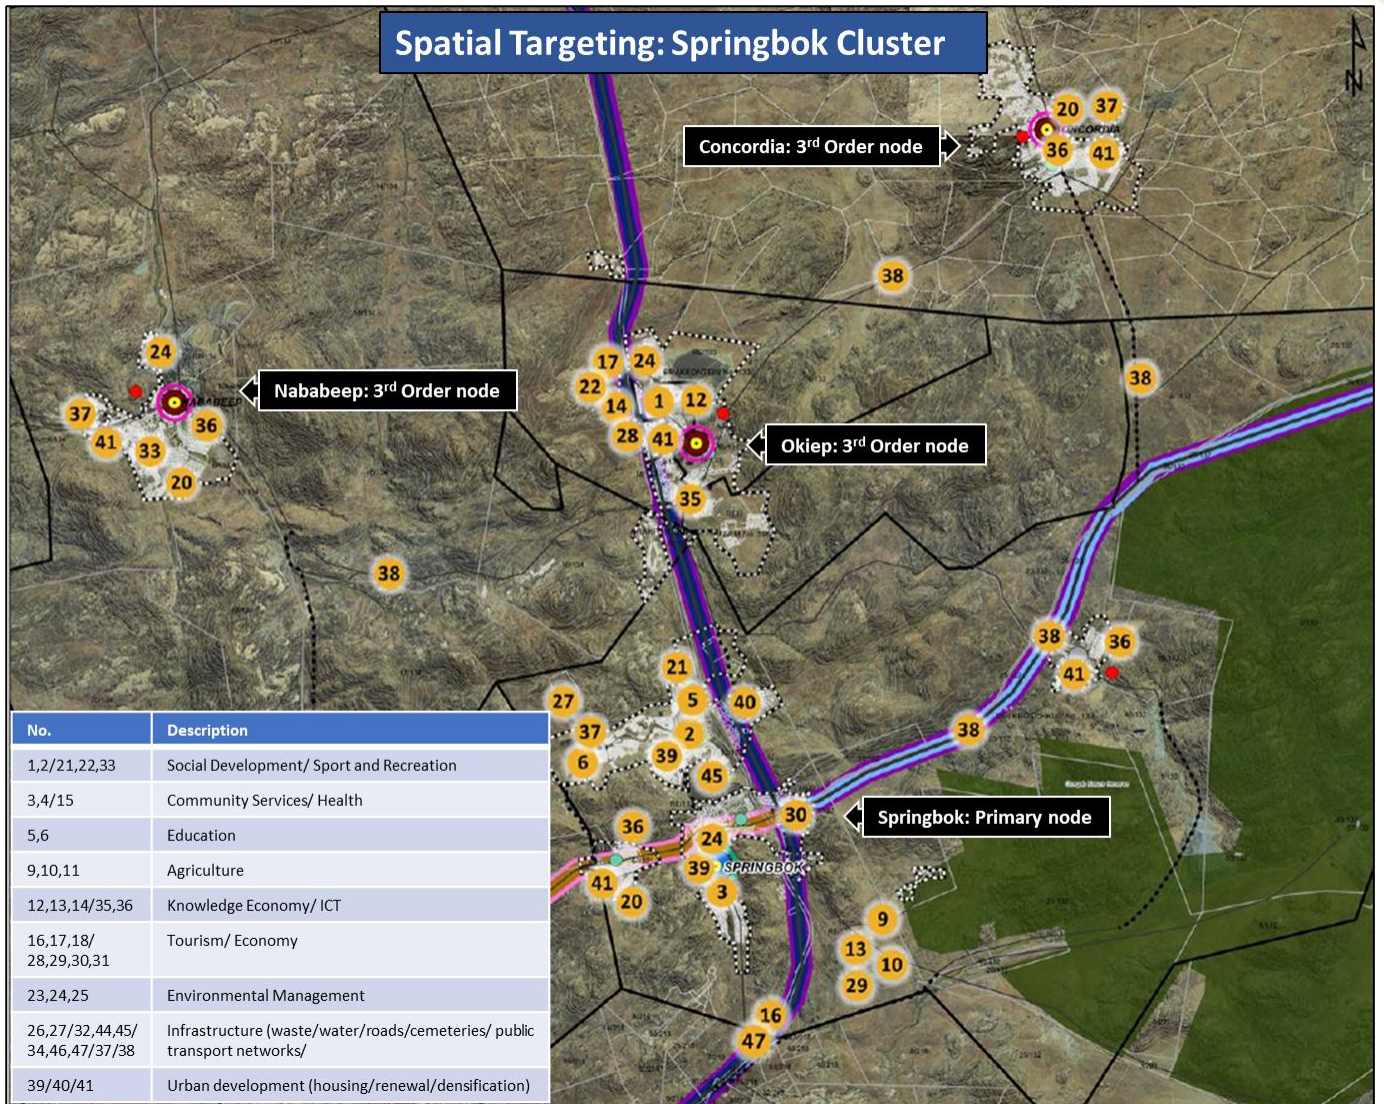 Spatial Targeting: Springbok Cluster
N
20
37
Concordia: 3rd Order node
36
41
38
24
17
24
22
1
12
14
38
Nababeep: 3rd Order node
37
36
28
41
Okiep: 3rd Order node
41
33
20
35
38
38
36
21
41
27
5
40
37
2
38
6
39
45
30
Springbok: Primary node
36
24
39
SPRINGBOK
41
3
20
9
13
10
29
16
47
No. Description
1,2/21,22,33 Social Development/ Sport and Recreation
3,4/15 Community Services/ Health
5,6 Education
9,10,11 Agriculture
12,13,14/35,36 Knowledge Economy/ ICT
16,17,18/ Tourism/ Economy
28,29,30,31
23,24,25 Environmental Management
26,27/32,44,45/ Infrastructure (waste/water/roads/cemeteries/ public
34,46,47/37/38 transport networks/
39/40/41 Urban development (housing/renewal/densification)